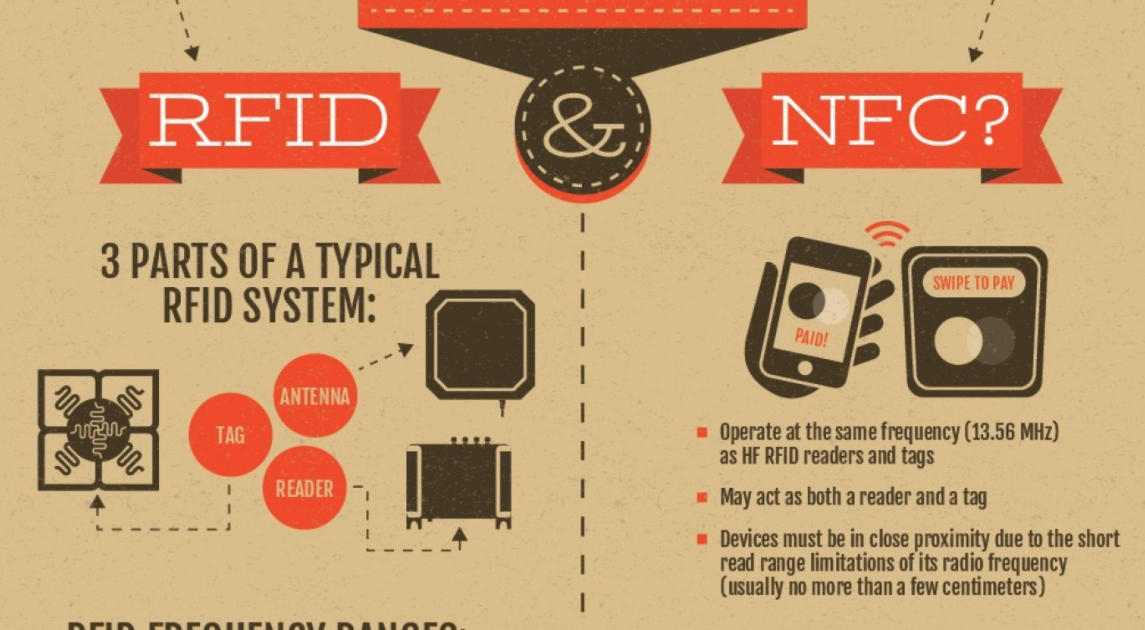 RFID
&
NFC?
3 PARTS OF A TYPICAL
RFID SYSTEM:
ANTENNA
TAG
READER
RFID FREQUENCY RANGES:
PAID!
SWIPE TO PAY
Operate at the same frequency (13.56 MHz)
as HF RFID readers and tags
May act as both a reader and a tag
Devices must be in close proximity due to the short
read range limitations of its radio frequency
(usually no more than a few centimeters)